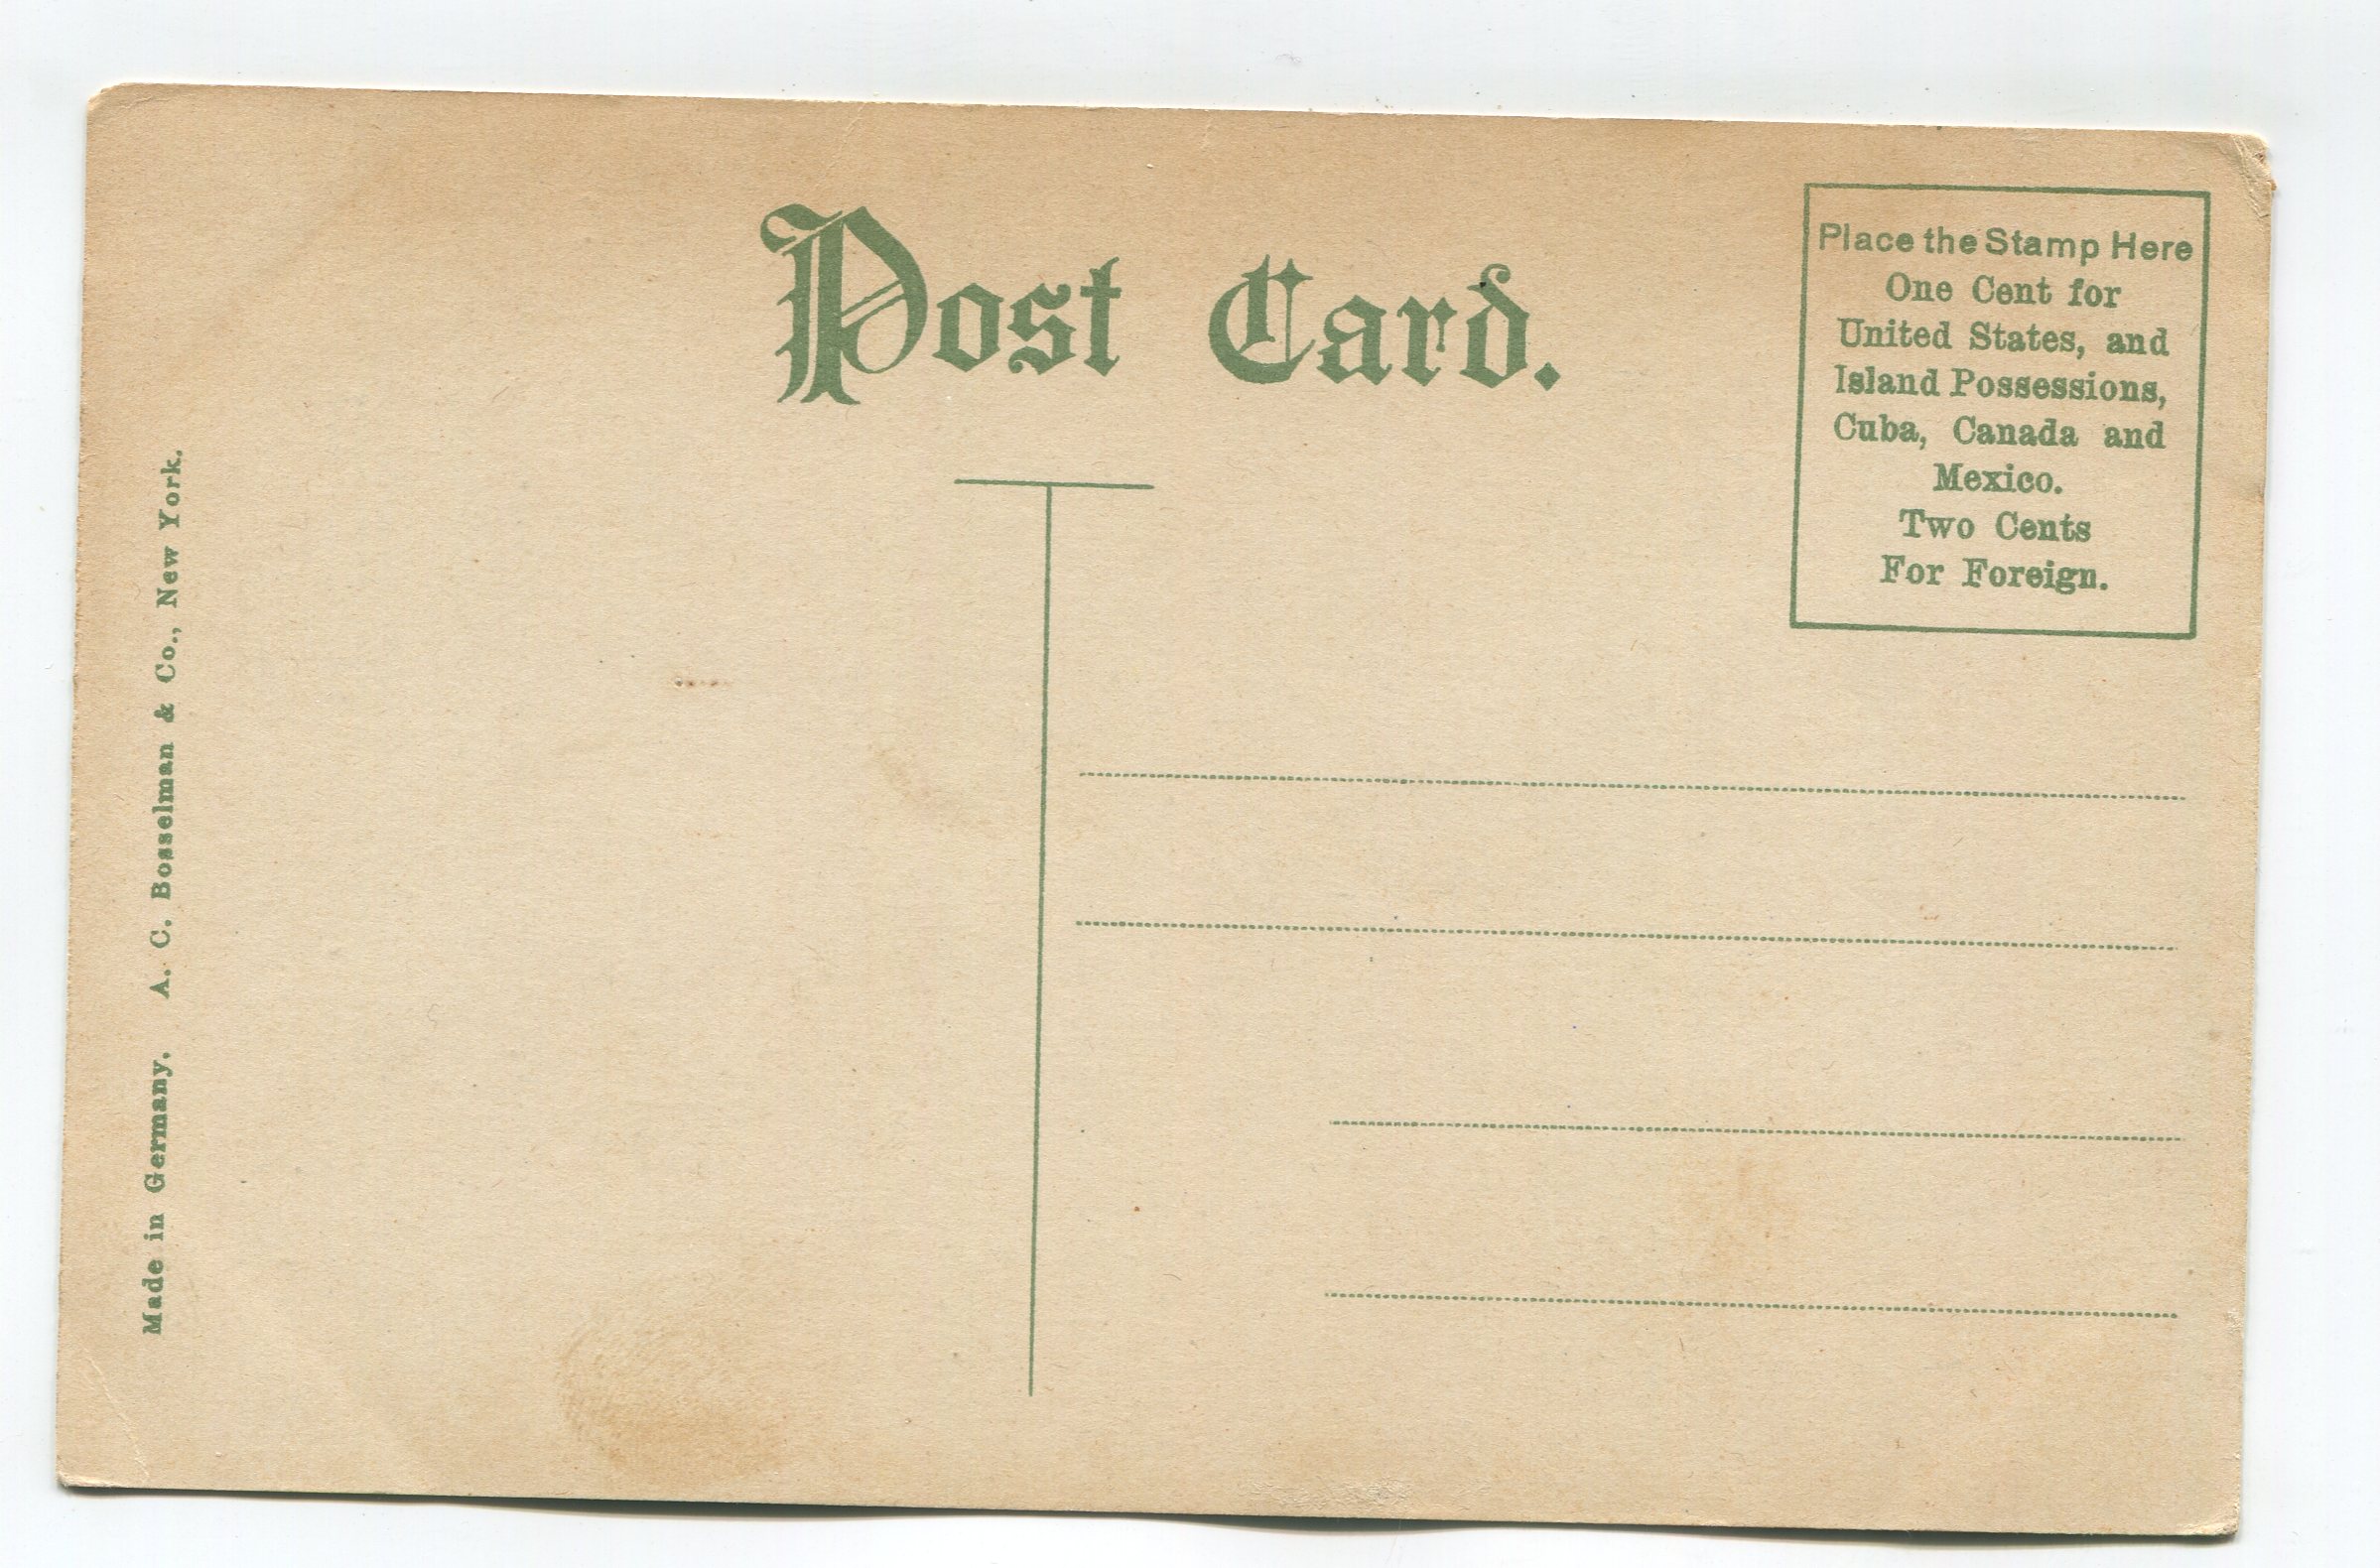 Post Card.
Place the Stamp Here
One Cent for
United States, and
Island Possessions,
Cuba, Canada and
Mexico.
Two Cents
For Foreign.
Made in Germany. A. C. Bosselman & Co., New York.